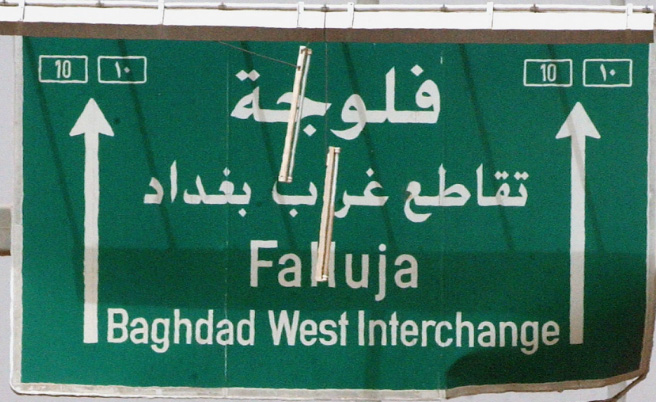 10 ١٠ 10 ١٠
فلوجة
تقاطع غرب بغداد
Falluja
Baghdad West Interchange